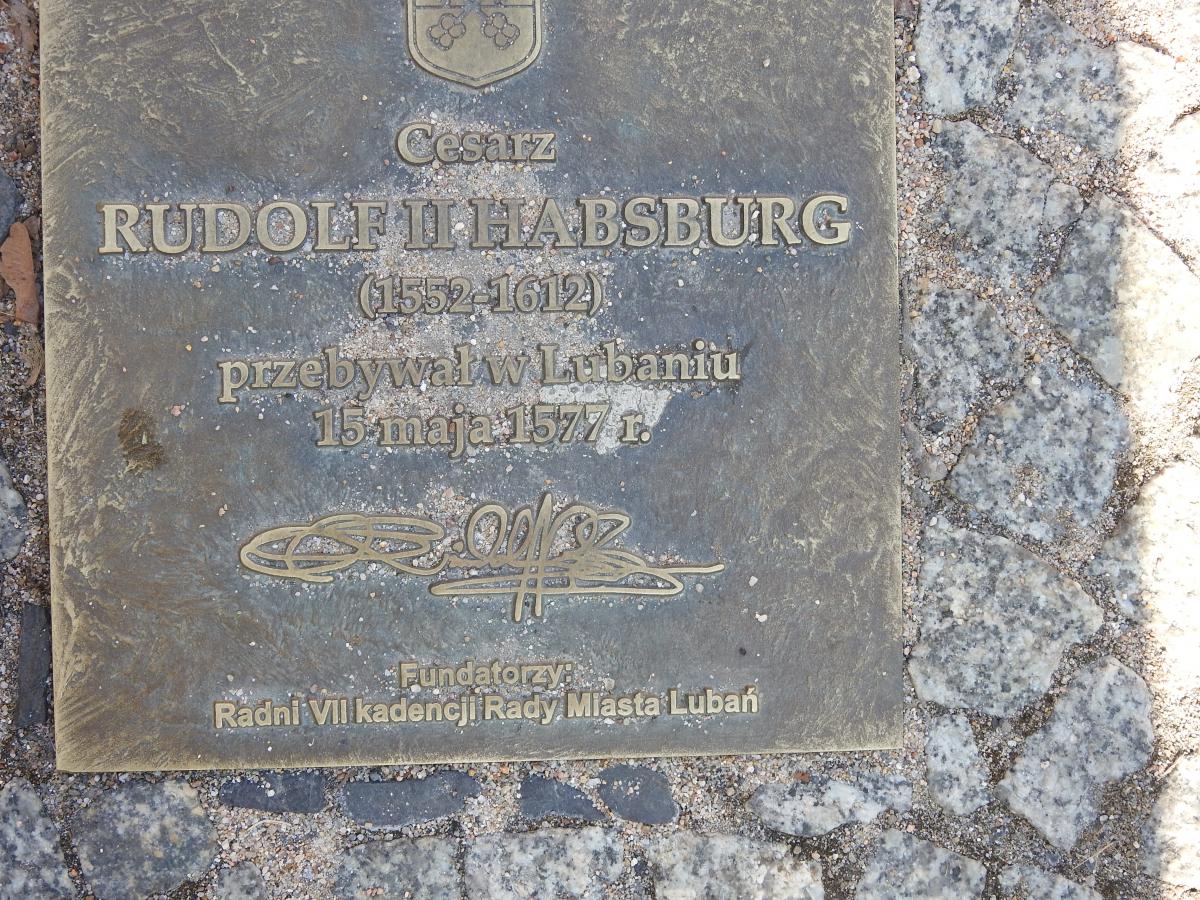 Cesarz
RUDOLF II HABSBURG
(1552-1612)
przebywał w Lubaniu
15 maja 1577 r.
Fundatorzy:
Radni VII kadencji Rady Miasta Lubań